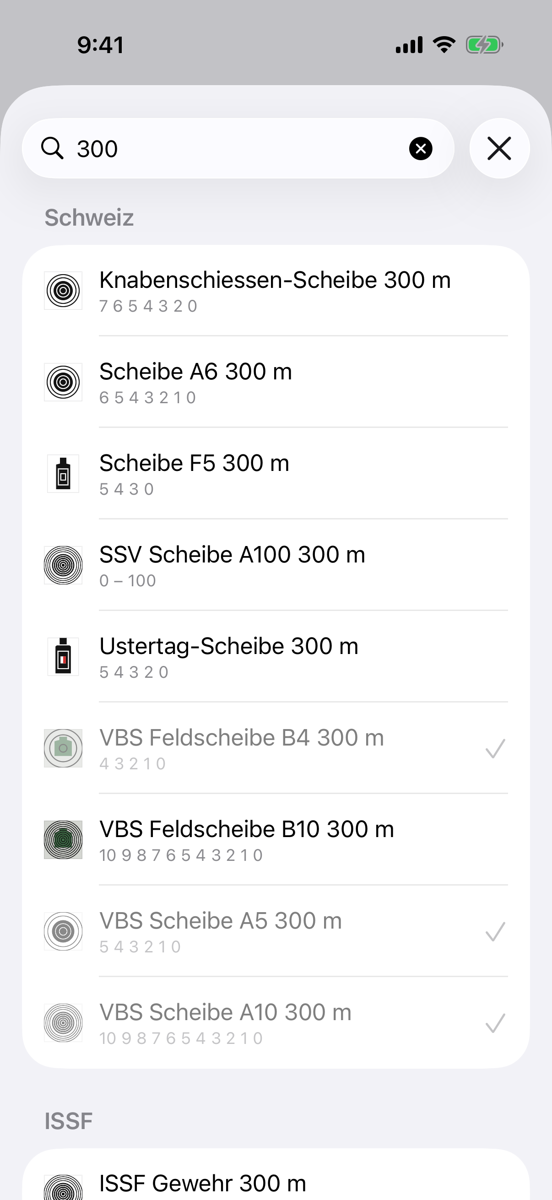 9:41
300
Schweiz
Knabenschiessen-Scheibe 300 m
7 6 5 4 3 2 0
Scheibe A6 300 m
6 5 4 3 2 1 0
Scheibe F5 300 m
5 4 3 0
SSV Scheibe A100 300 m
0 – 100
Ustertag-Scheibe 300 m
5 4 3 2 0
VBS Feldscheibe B4 300 m
4 3 2 1 0
VBS Feldscheibe B10 300 m
10 9 8 7 6 5 4 3 2 1 0
VBS Scheibe A5 300 m
5 4 3 2 1 0
VBS Scheibe A10 300 m
10 9 8 7 6 5 4 3 2 1 0
ISSF
ISSF Gewehr 300 m